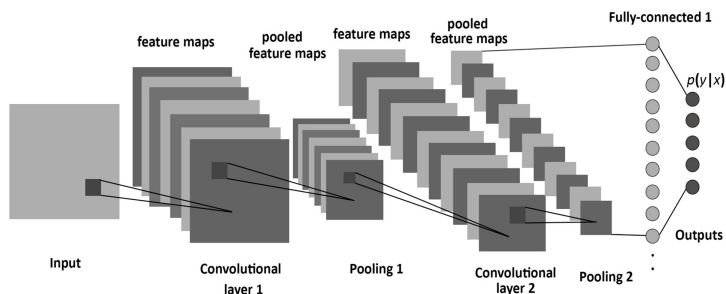 feature maps
pooled
feature maps
feature maps
pooled
feature maps
Fully-connected 1
p(y|x)
Input
Convolutional
layer 1
Pooling 1
Convolutional
layer 2
Pooling 2
Outputs